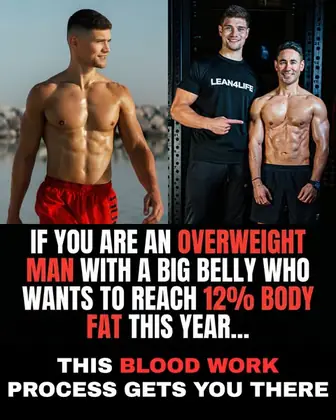 LEAN4LIFE
IF YOU ARE AN OVERWEIGHT
MAN WITH A BIG BELLY WHO
WANTS TO REACH 12% BODY
FAT THIS YEAR...
THIS BLOOD WORK
PROCESS GETS YOU THERE